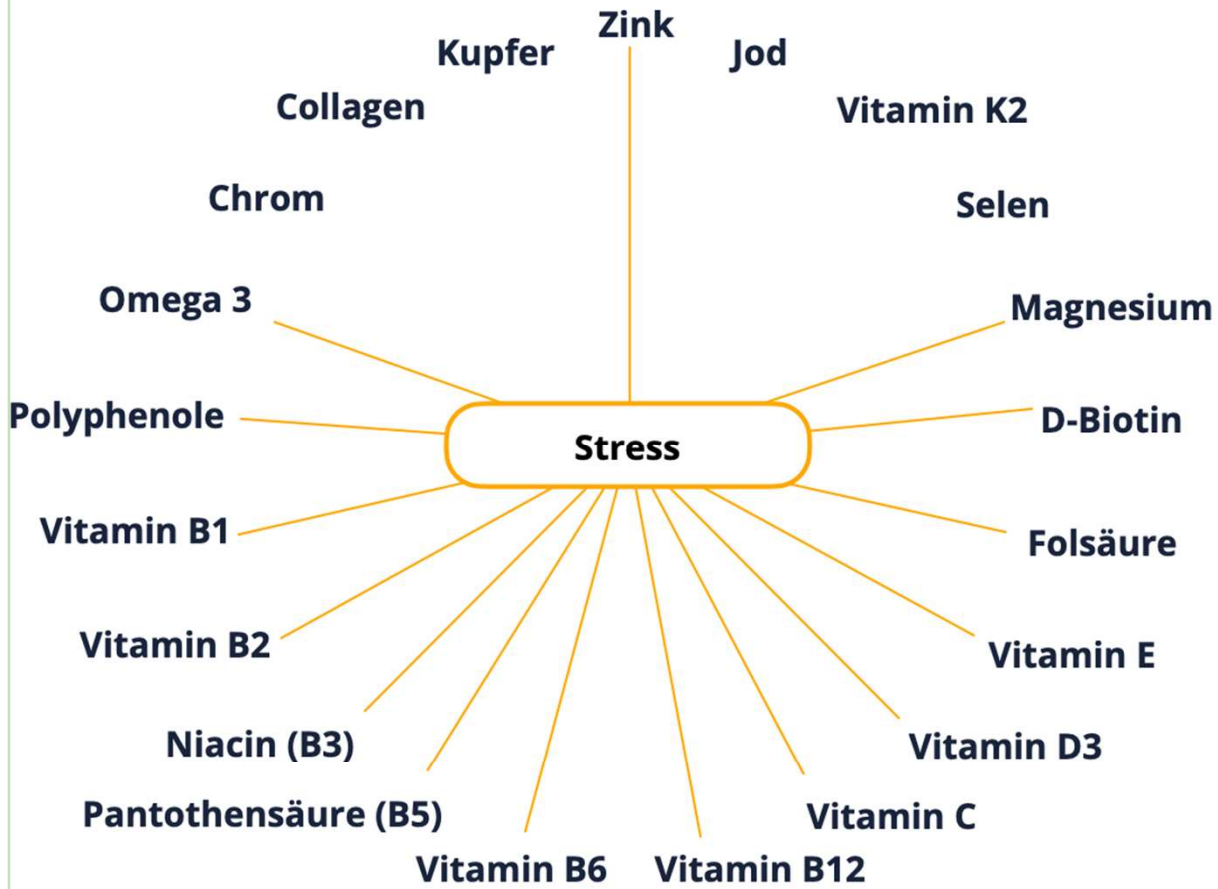 Zink
Kupfer
Jod
Collagen
Vitamin K2
Chrom
Selen
Omega 3
Magnesium
Polyphenole
D-Biotin
Stress
Vitamin B1
Folsäure
Vitamin B2
Vitamin E
Niacin (B3)
Vitamin D3
Pantothensäure (B5)
Vitamin C
Vitamin B6
Vitamin B12